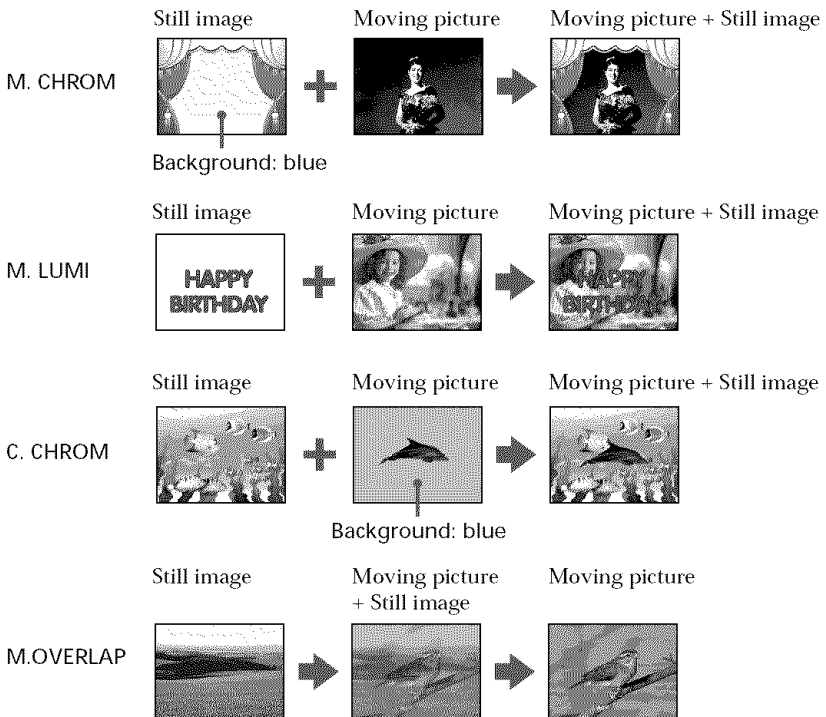 Still image Moving picture Moving picture + Still image
M. CHROM
Background: blue
Still image Moving picture Moving picture + Still image
M. LUMI
HAPPY
BIRTHDAY
HAPPY
BIRTHDAY
Still image Moving picture Moving picture + Still image
C. CHROM
Background: blue
Still image Moving picture Moving picture
+ Still image
M.OVERLAP